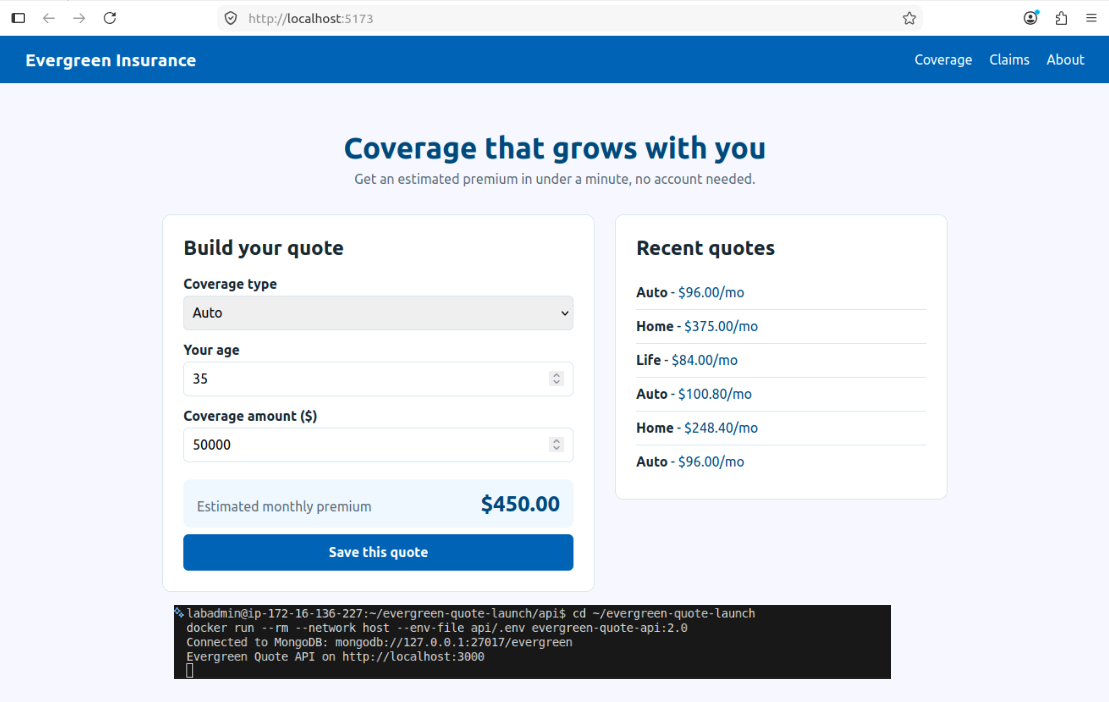 http://localhost:5173
Evergreen Insurance
Coverage Claims About
Coverage that grows with you
Get an estimated premium in under a minute, no account needed.
Build your quote
Coverage type
Auto
Your age
35
Coverage amount ($)
50000
Estimated monthly premium $450.00
Save this quote
Recent quotes
Auto - $96.00/mo
Home - $375.00/mo
Life - $84.00/mo
Auto - $100.80/mo
Home - $248.40/mo
Auto - $96.00/mo
labadmin@ip-172-16-136-227:~/evergreen-quote-launch/api$ cd ~/evergreen-quote-launch
docker run --rm --network host --env-file api/.env evergreen-quote-api:2.0
Connected to MongoDB: mongodb://127.0.0.1:27017/evergreen
Evergreen Quote API on http://localhost:3000